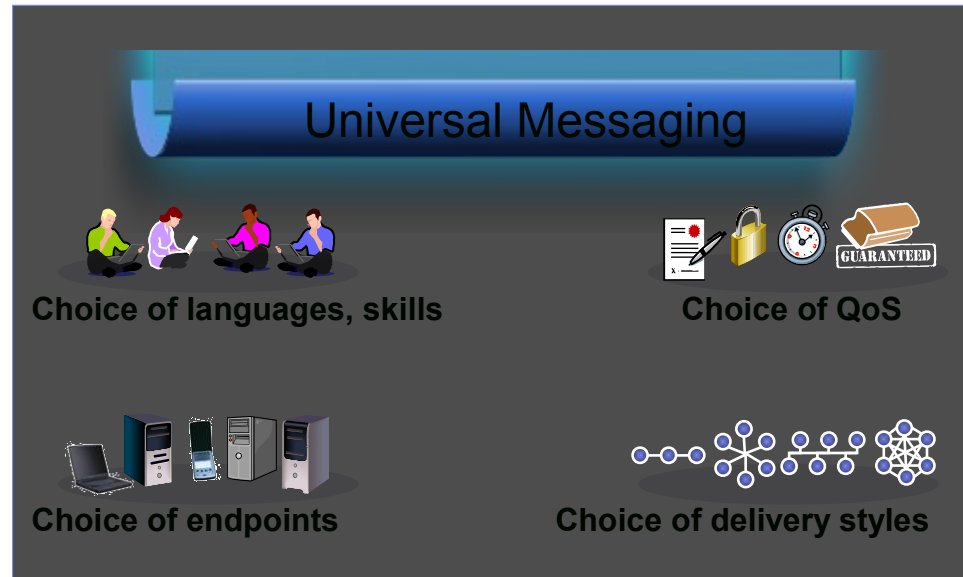 Universal Messaging
GUARANTEED
Choice of languages, skills
Choice of QoS
Choice of endpoints
Choice of delivery styles